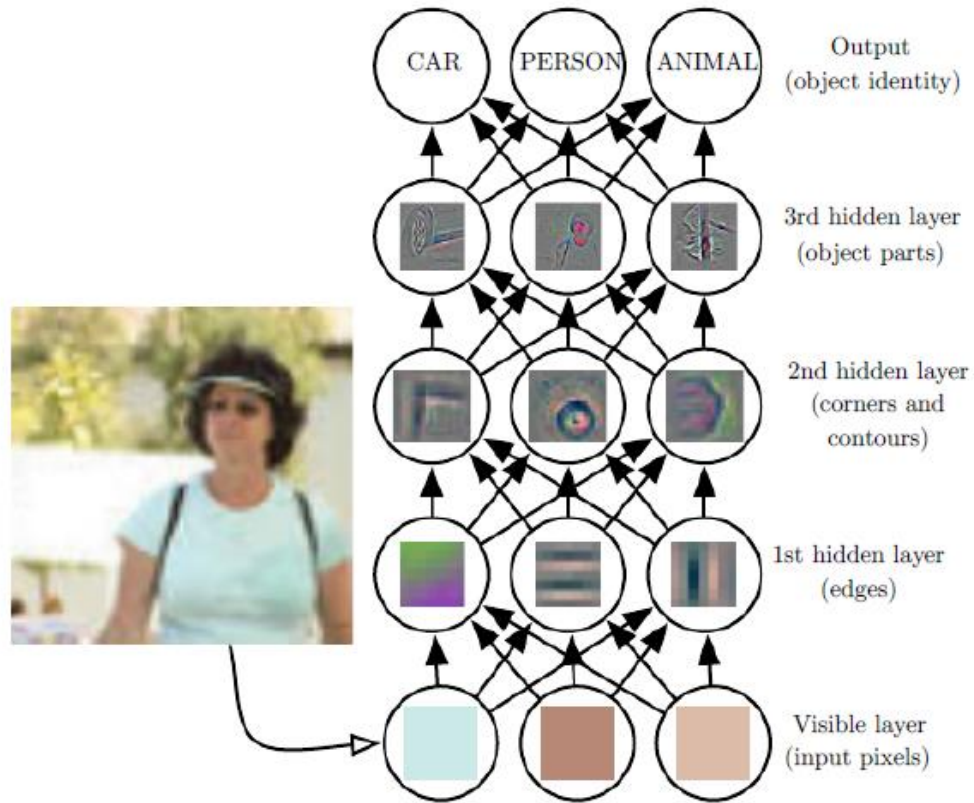 CAR PERSON ANIMAL
Output
(object identity)
3rd hidden layer
(object parts)
2nd hidden layer
(corners and
contours)
1st hidden layer
(edges)
Visible layer
(input pixels)